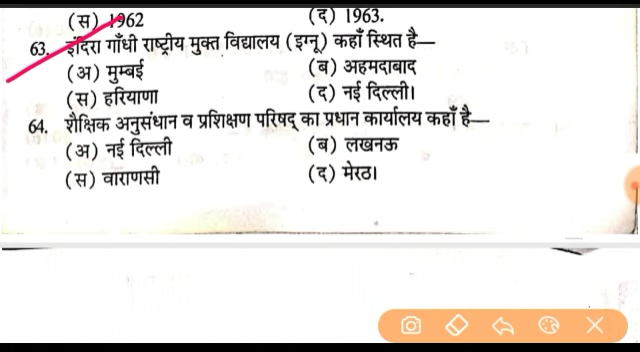 (स) 1962 (द) 1963.
63. इंदिरा गाँधी राष्ट्रीय मुक्त विद्यालय (इग्नू) कहाँ स्थित है—
(अ) मुम्बई (ब) अहमदाबाद
(स) हरियाणा (द) नई दिल्ली।
64. शैक्षिक अनुसंधान व प्रशिक्षण परिषद् का प्रधान कार्यालय कहाँ है—
(अ) नई दिल्ली (ब) लखनऊ
(स) वाराणसी (द) मेरठ।